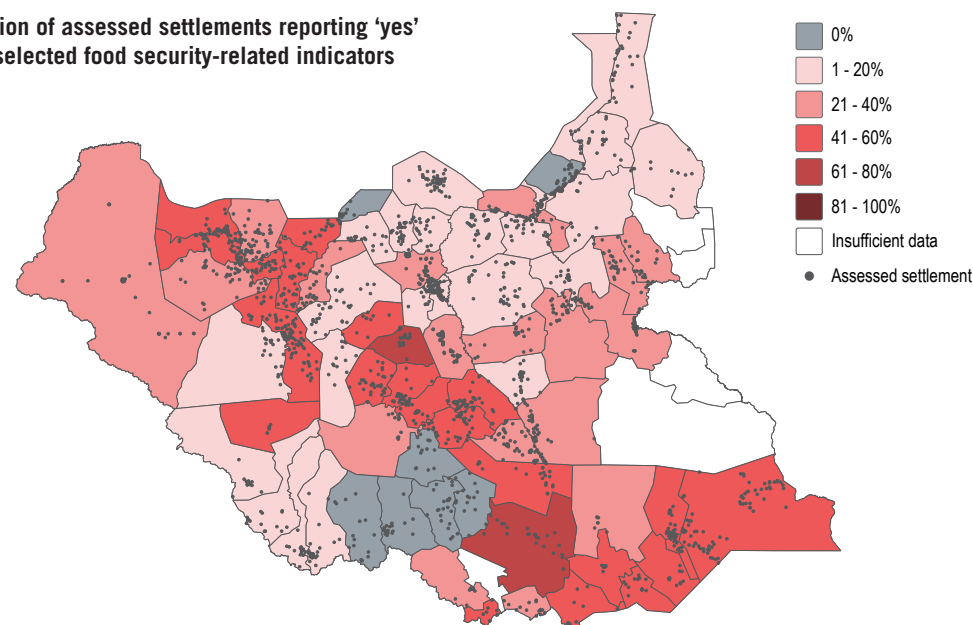 ion of assessed settlements reporting ‘yes’
selected food security-related indicators
0%
1 - 20%
21 - 40%
41 - 60%
61 - 80%
81 - 100%
Insufficient data
Assessed settlement